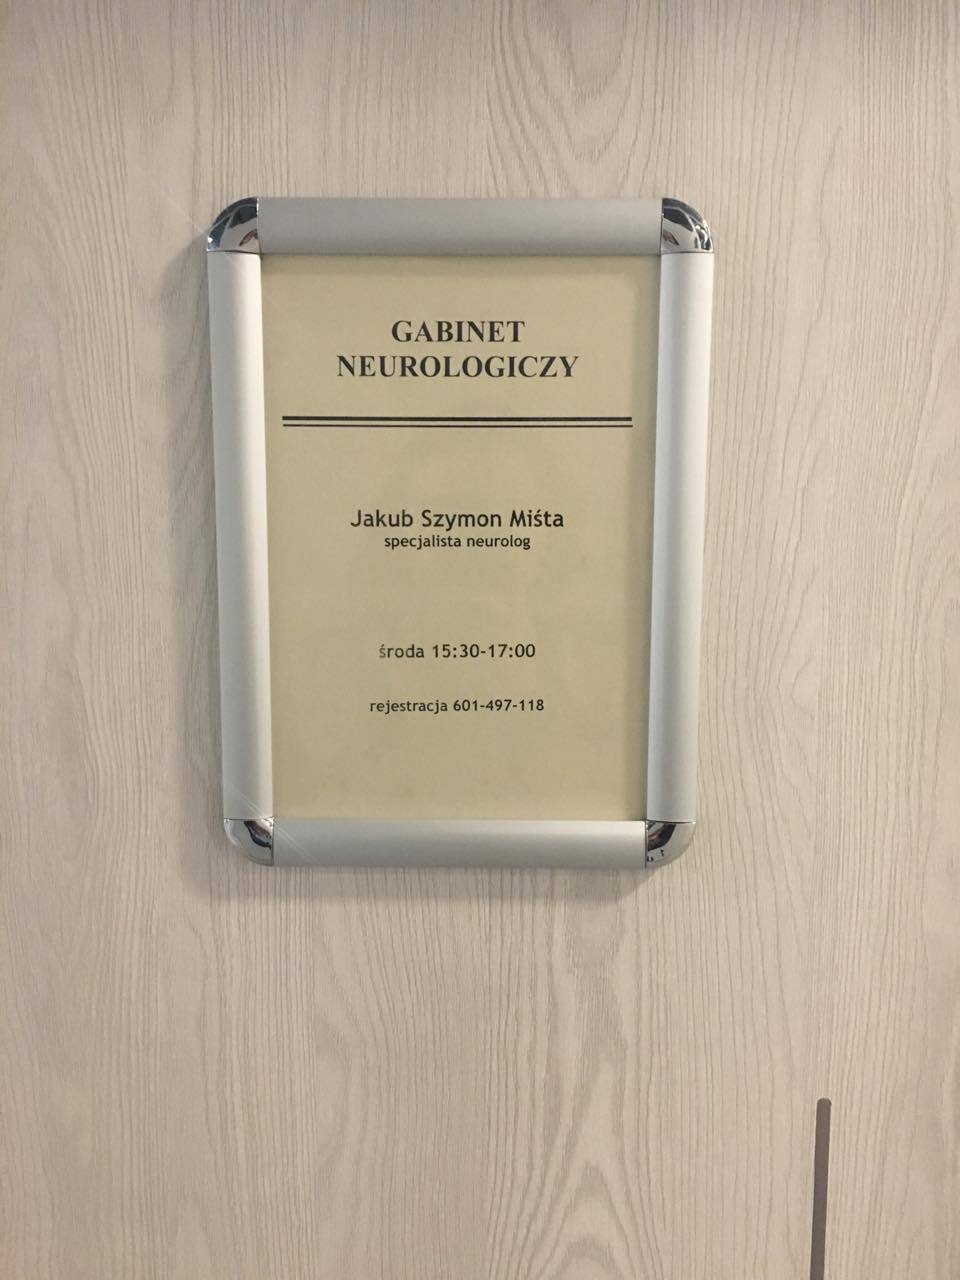 GABINET
NEUROLOGICZY
Jakub Szymon Miśta
specjalista neurolog
środa 15:30-17:00
rejestracja 601-497-118